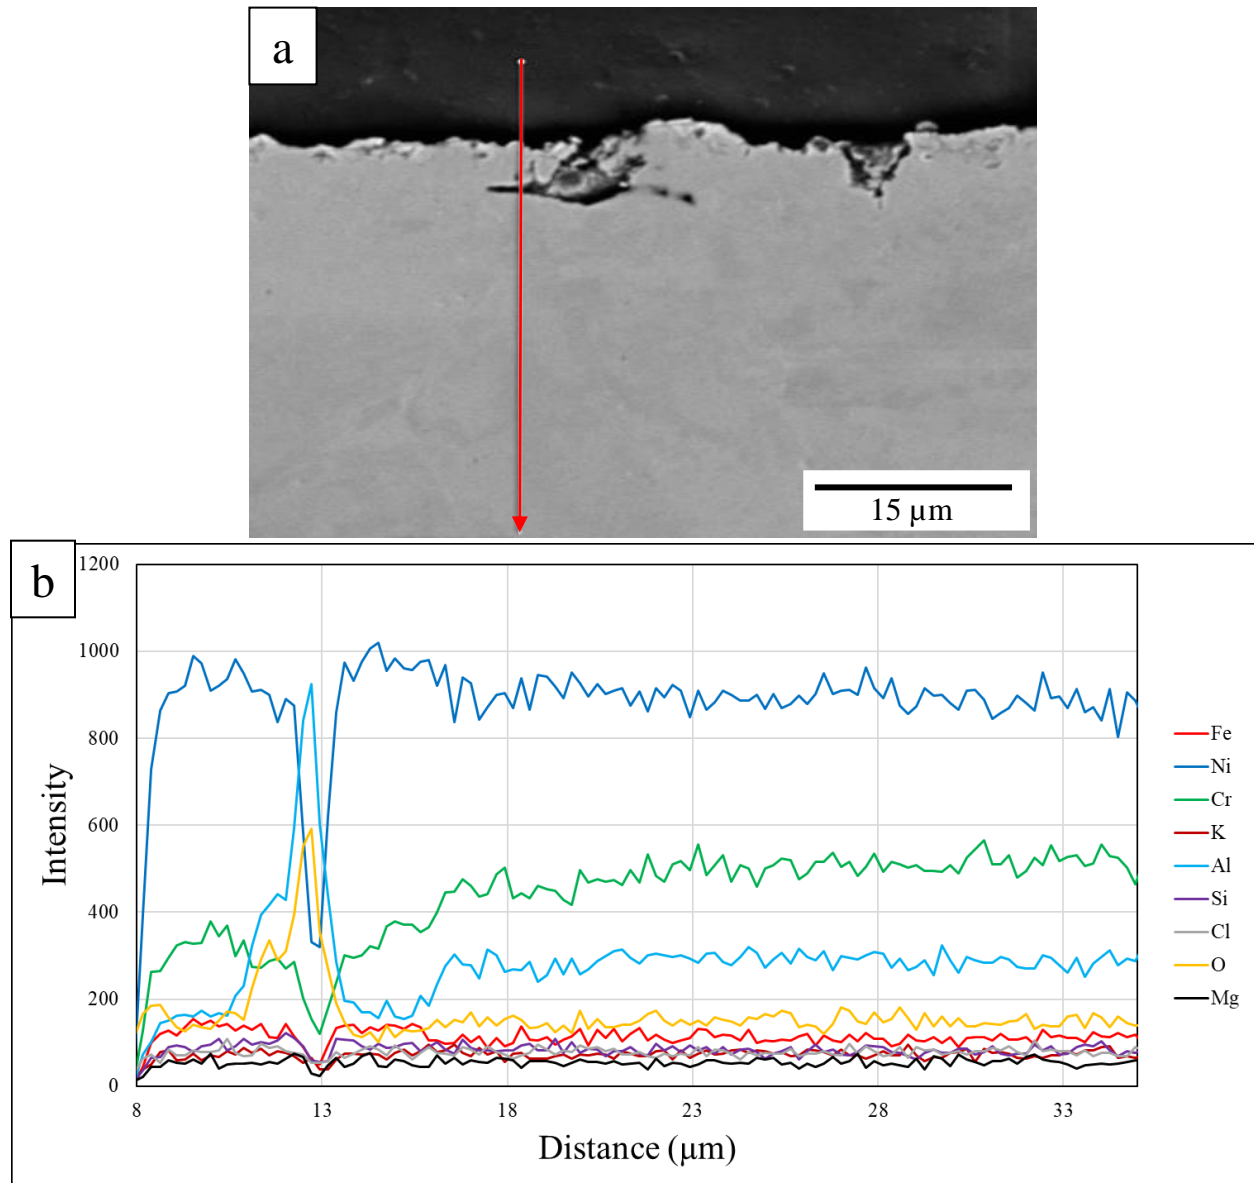 a
15 µm
b
1200
1000
800
600
400
200
0
8 13 18 23 28 33
Intensity
Distance (µm)
Fe
Ni
Cr
K
Al
Si
Cl
O
Mg